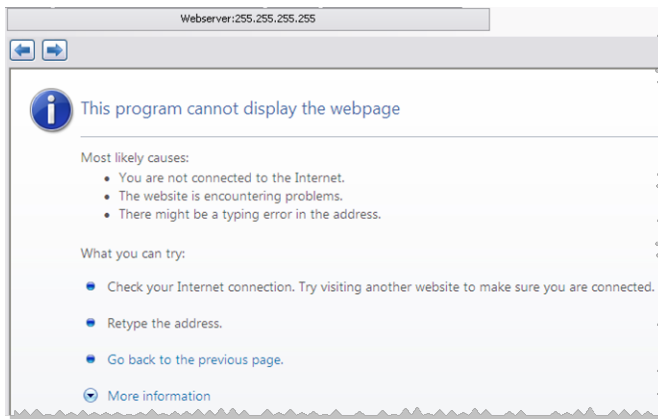 Webserver:255.255.255.255
This program cannot display the webpage
Most likely causes:
• You are not connected to the Internet.
• The website is encountering problems.
• There might be a typing error in the address.
What you can try:
Check your Internet connection. Try visiting another website to make sure you are connected.
Retype the address.
Go back to the previous page.
More information